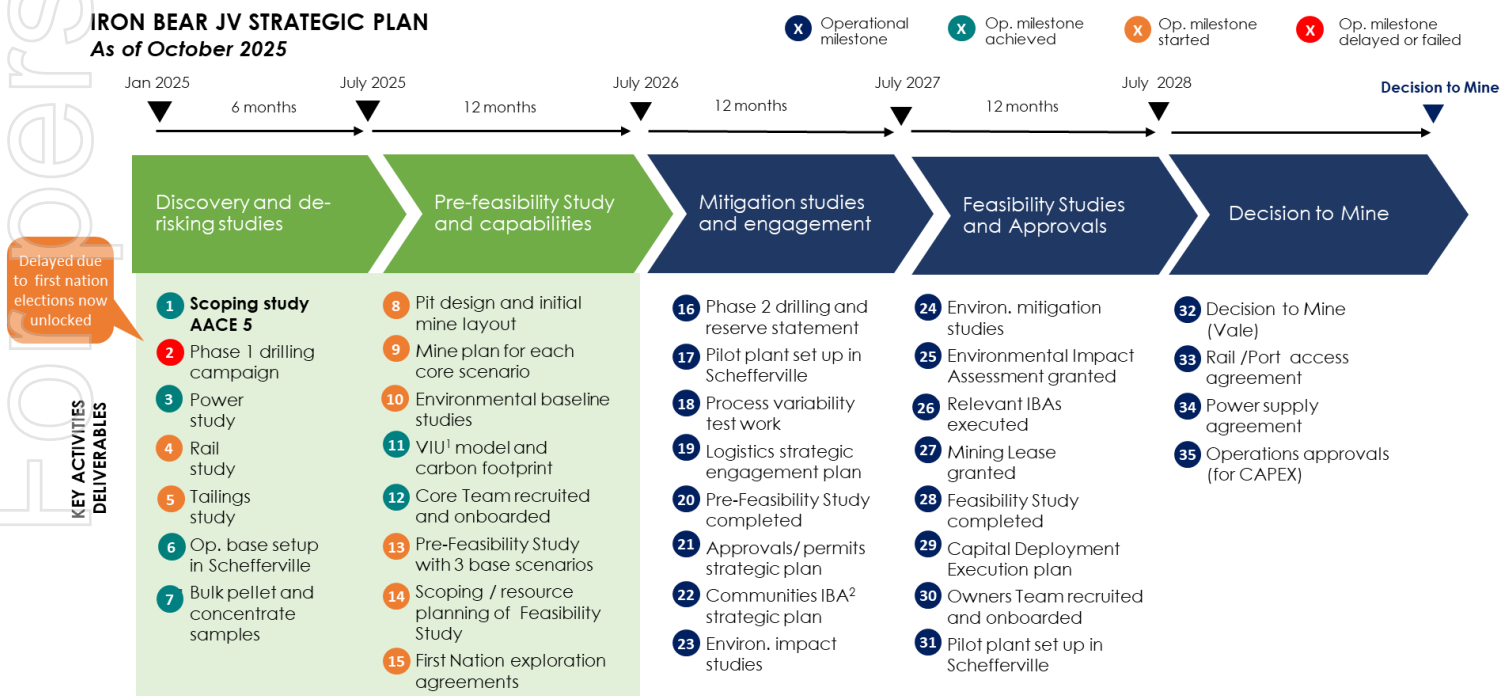 For pers
IRON BEAR JV STRATEGIC PLAN
As of October 2025
X Operational
milestone
X Op. milestone
achieved
X Op. milestone
started
X Op. milestone
delayed or failed
Jan 2025
6 months
July 2025
12 months
July 2026
12 months
July 2027
12 months
July 2028
Decision to Mine
Discovery and de-
risking studies
Pre-feasibility Study
and capabilities
Mitigation studies
and engagement
Feasibility Studies
and Approvals
Decision to Mine
Delayed due
to first nation
elections now
unlocked
KEY ACTIVITIES
DELIVERABLES
1 Scoping study
AACE 5
2 Phase 1 drilling
campaign
3 Power
study
4 Rail
study
5 Tailings
study
6 Op. base setup
in Schefferville
7 Bulk pellet and
concentrate
samples
8 Pit design and initial
mine layout
9 Mine plan for each
core scenario
10 Environmental baseline
studies
11 VIU¹ model and
carbon footprint
12 Core Team recruited
and onboarded
13 Pre-Feasibility Study
with 3 base scenarios
14 Scoping / resource
planning of Feasibility
Study
15 First Nation exploration
agreements
16 Phase 2 drilling and
reserve statement
17 Pilot plant set up in
Schefferville
18 Process variability
test work
19 Logistics strategic
engagement plan
20 Pre-Feasibility Study
completed
21 Approvals/ permits
strategic plan
22 Communities IBA²
strategic plan
23 Environ. impact
studies
24 Environ. mitigation
studies
25 Environmental Impact
Assessment granted
26 Relevant IBAs
executed
27 Mining Lease
granted
28 Feasibility Study
completed
29 Capital Deployment
Execution plan
30 Owners Team recruited
and onboarded
31 Pilot plant set up in
Schefferville
32 Decision to Mine
(Vale)
33 Rail /Port access
agreement
34 Power supply
agreement
35 Operations approvals
(for CAPEX)